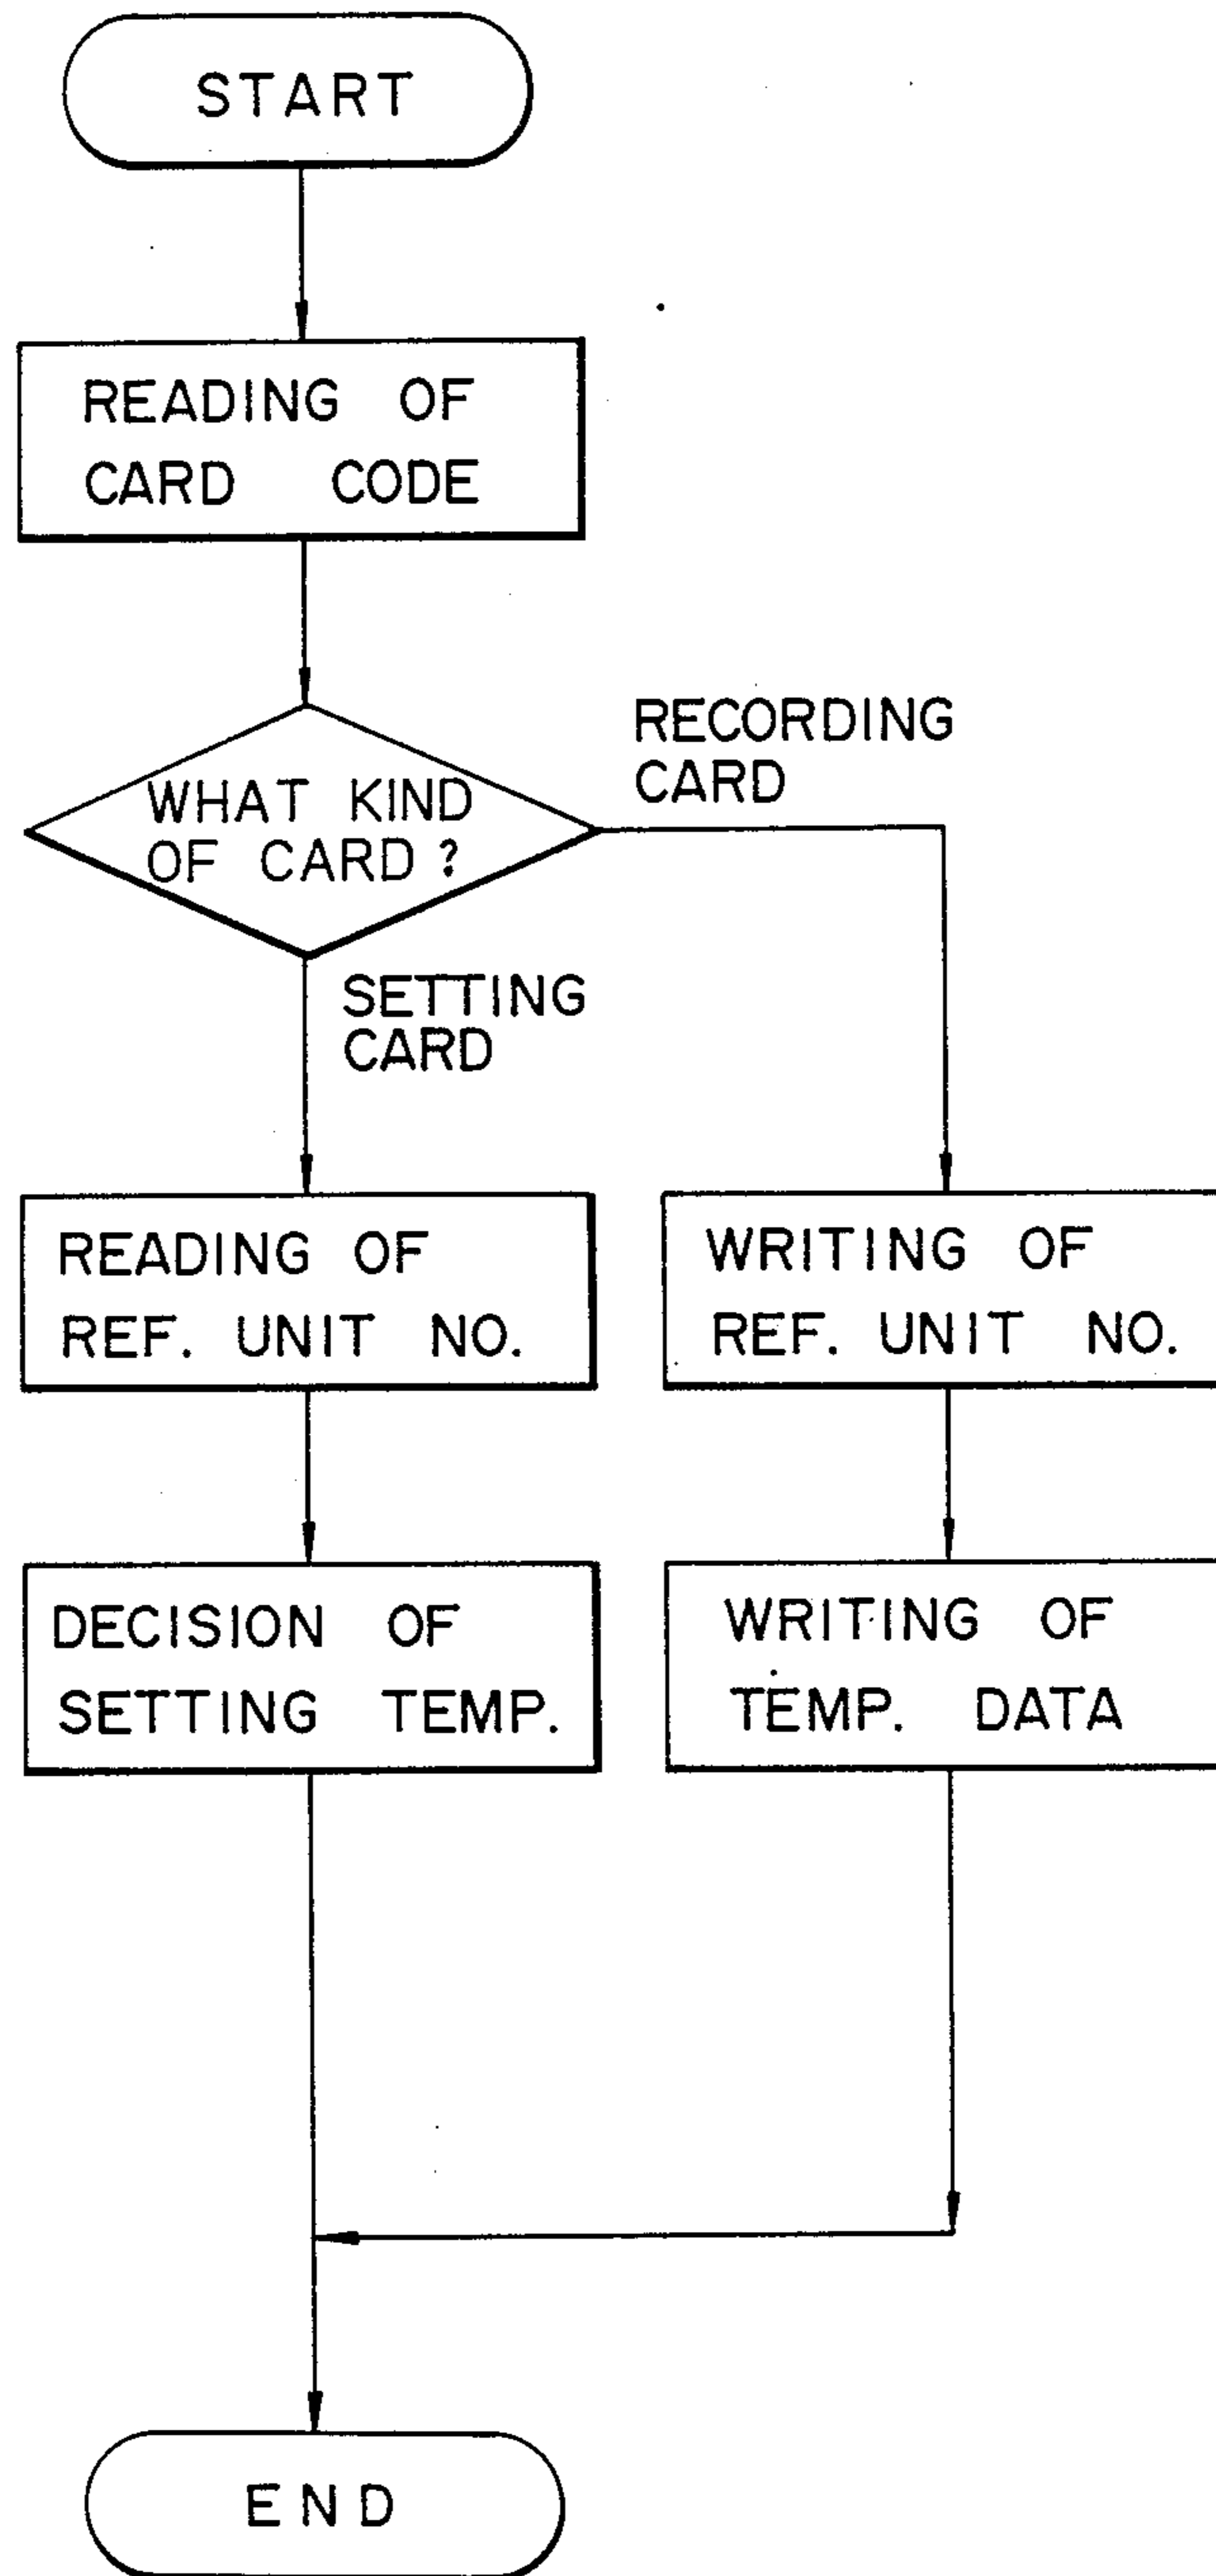 START
READING OF
CARD CODE
WHAT KIND
OF CARD?
RECORDING
CARD
SETTING
CARD
READING OF
REF. UNIT NO.
WRITING OF
REF. UNIT NO.
DECISION OF
SETTING TEMP.
WRITING OF
TEMP. DATA
END